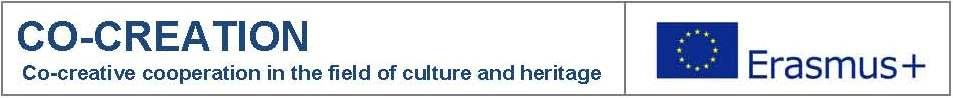 CO-CREATION
Co-creative cooperation in the field of culture and heritage
Erasmus+